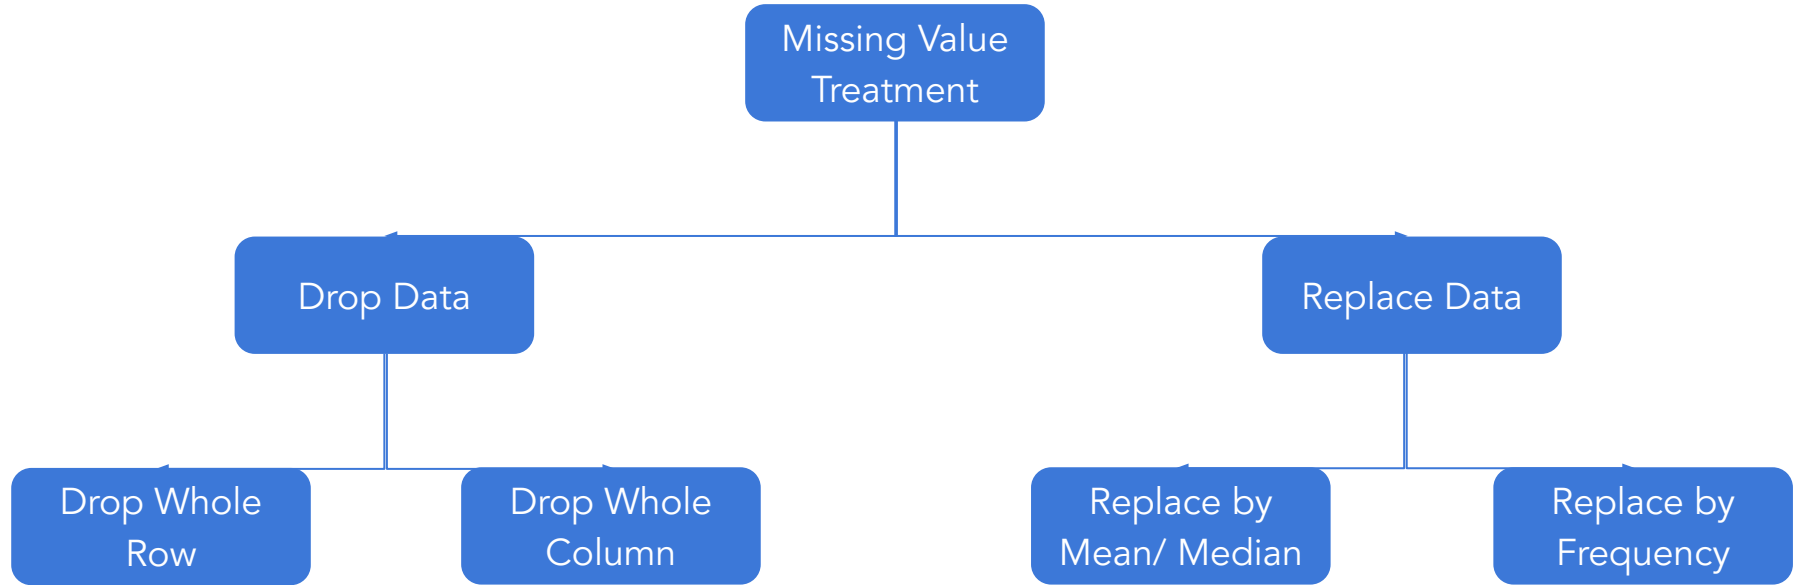 Missing Value
Treatment
Drop Data
Replace Data
Drop Whole
Row
Drop Whole
Column
Replace by
Mean/ Median
Replace by
Frequency